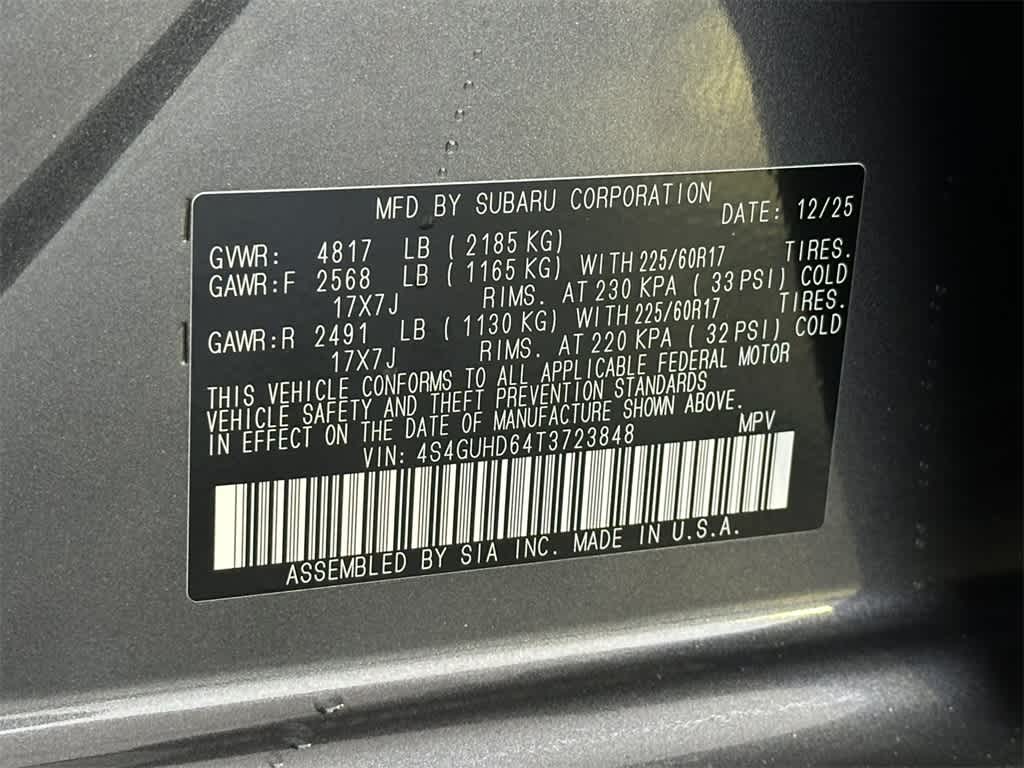 MFD BY SUBARU CORPORATION DATE: 12/25
GVWR: 4817 LB (2185 KG)
GAWR:F 2568 LB (1165 KG) WITH 225/60R17 TIRES.
17X7J RIMS. AT 230 KPA (33 PSI) COLD
GAWR:R 2491 LB (1130 KG) WITH 225/60R17 TIRES.
17X7J RIMS. AT 220 KPA (32 PSI) COLD
THIS VEHICLE CONFORMS TO ALL APPLICABLE FEDERAL MOTOR
VEHICLE SAFETY AND THEFT PREVENTION STANDARDS
IN EFFECT ON THE DATE OF MANUFACTURE SHOWN ABOVE.
VIN: 4S4GUHD64T3723848 MPV
ASSEMBLED BY SIA INC. MADE IN U.S.A.